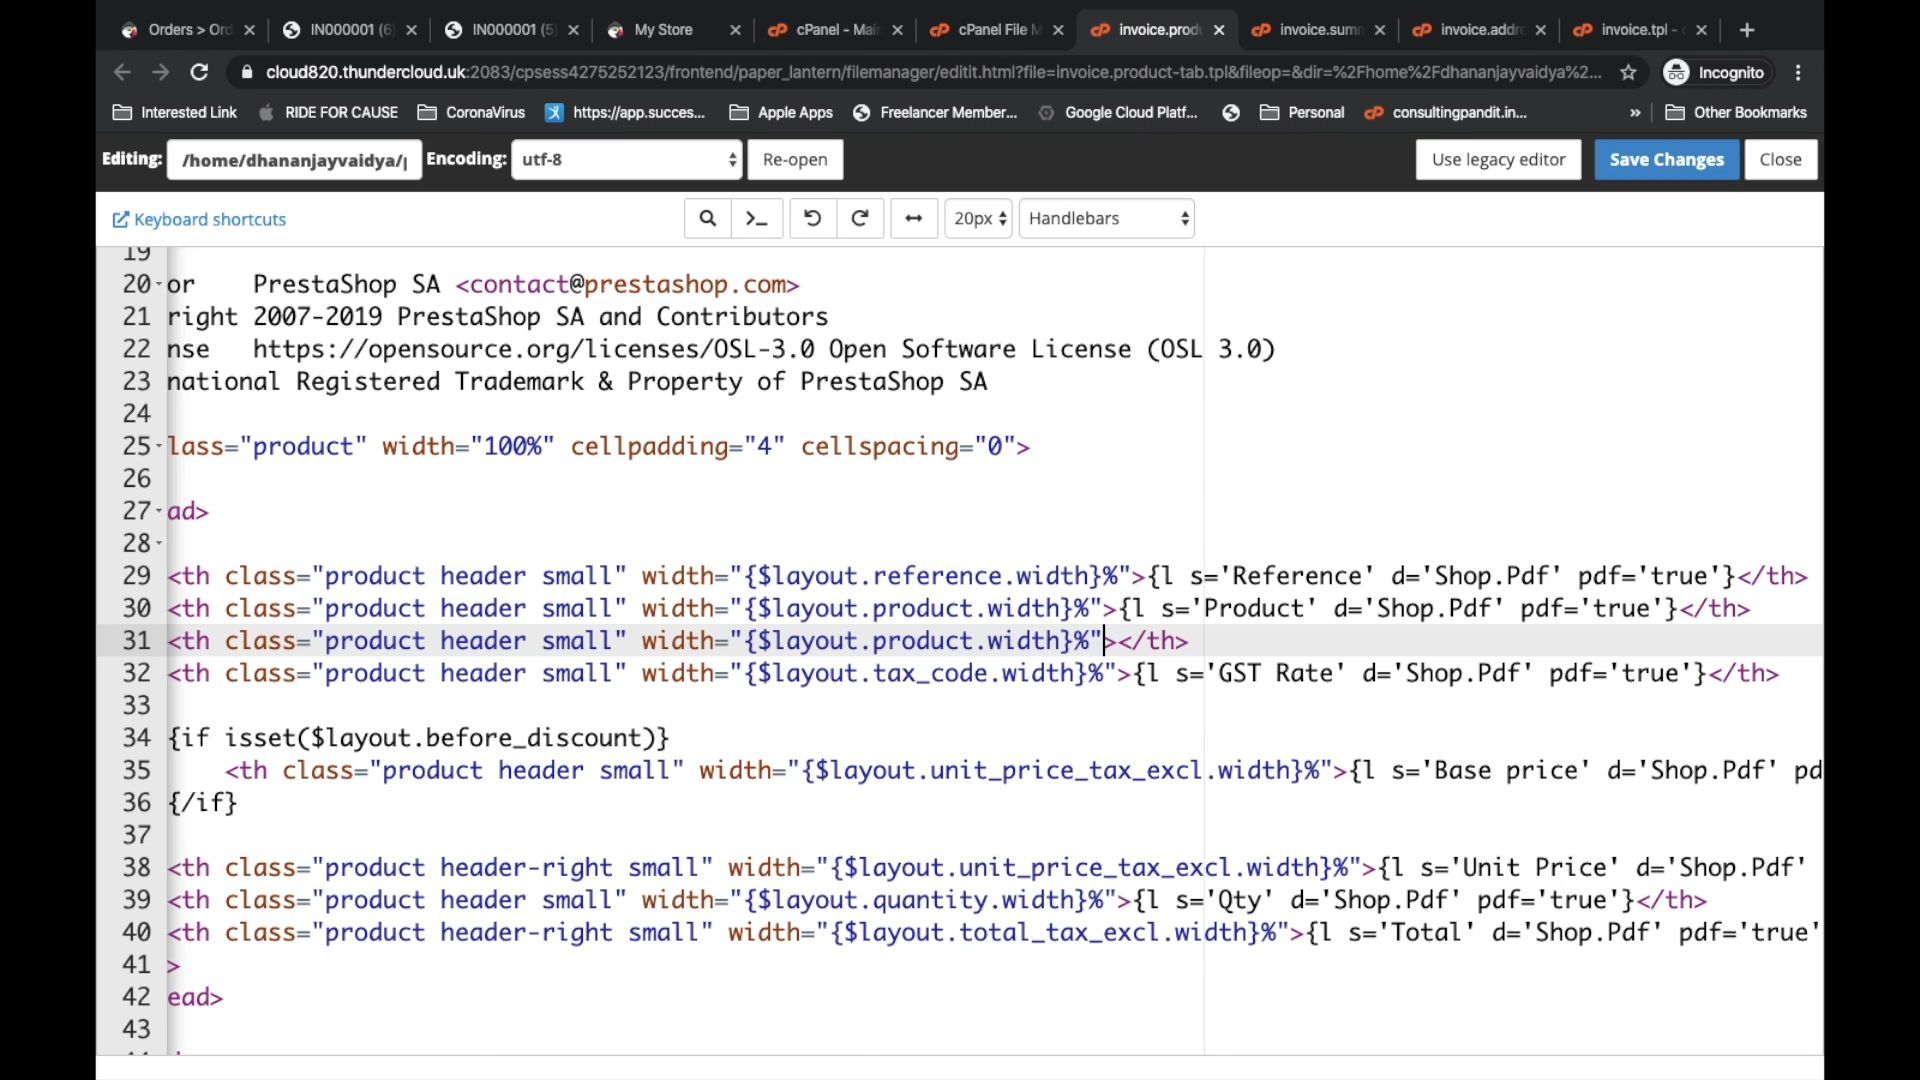 Orders > Ord
IN000001 (6
IN000001 (5)
My Store
cPanel - Mai
cPanel File M
invoice.prod
invoice.sum
invoice.addr
invoice.tpl -
cloud820.thundercloud.uk:2083/cpsess4275252123/frontend/paper_lantern/filemanager/editit.html?file=invoice.product-tab.tpl&fileop=&dir=%2Fhome%2Fdhananjayvaidya%2...
Incognito
Interested Link
RIDE FOR CAUSE
CoronaVirus
https://app.succes...
Apple Apps
Freelancer Member...
Google Cloud Platf...
Personal
consultingpandit.in...
»
Other Bookmarks
Editing: /home/dhananjayvaidya/p Encoding: utf-8 Re-open Use legacy editor Save Changes Close
Keyboard shortcuts 20px Handlebars
19
20 or    PrestaShop SA <contact@prestashop.com>
21 right 2007-2019 PrestaShop SA and Contributors
22 nse   https://opensource.org/licenses/OSL-3.0 Open Software License (OSL 3.0)
23 national Registered Trademark & Property of PrestaShop SA
24
25 lass="product" width="100%" cellpadding="4" cellspacing="0">
26
27 ad>
28
29 <th class="product header small" width="{$layout.reference.width}%">{l s='Reference' d='Shop.Pdf' pdf='true'}</th>
30 <th class="product header small" width="{$layout.product.width}%">{l s='Product' d='Shop.Pdf' pdf='true'}</th>
31 <th class="product header small" width="{$layout.product.width}%"></th>
32 <th class="product header small" width="{$layout.tax_code.width}%">{l s='GST Rate' d='Shop.Pdf' pdf='true'}</th>
33
34 {if isset($layout.before_discount)}
35     <th class="product header small" width="{$layout.unit_price_tax_excl.width}%">{l s='Base price' d='Shop.Pdf' pd
36 {/if}
37
38 <th class="product header-right small" width="{$layout.unit_price_tax_excl.width}%">{l s='Unit Price' d='Shop.Pdf'
39 <th class="product header small" width="{$layout.quantity.width}%">{l s='Qty' d='Shop.Pdf' pdf='true'}</th>
40 <th class="product header-right small" width="{$layout.total_tax_excl.width}%">{l s='Total' d='Shop.Pdf' pdf='true'
41 >
42 ead>
43